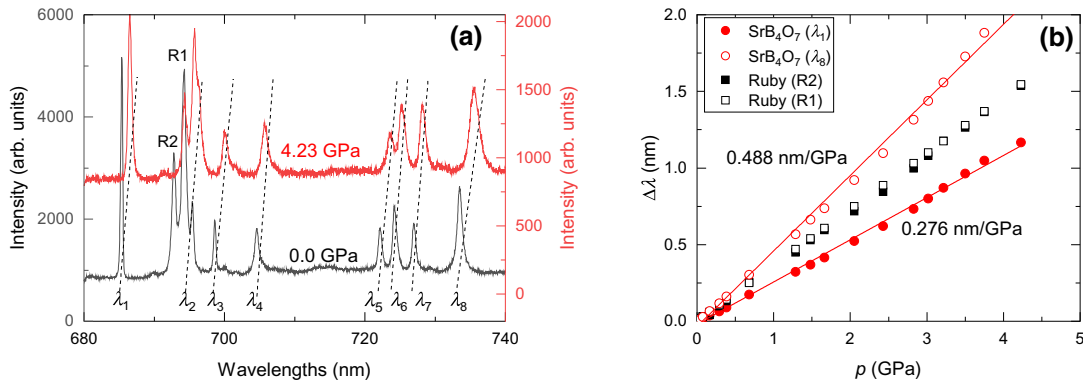 (a)
Intensity (arb. units)
6000
4000
2000
0
R1
R2
4.23 GPa
0.0 GPa
λ1
λ2
λ3
λ4
λ5
λ6
λ7
λ8
680
700
720
740
Wavelengths (nm)
2000
1500
1000
500
0
Intensity (arb. units)
(b)
SrB4O7 (λ1)
SrB4O7 (λ8)
Ruby (R2)
Ruby (R1)
0.488 nm/GPa
0.276 nm/GPa
2.0
1.5
1.0
0.5
0.0
Δλ (nm)
0
1
2
3
4
5
p (GPa)